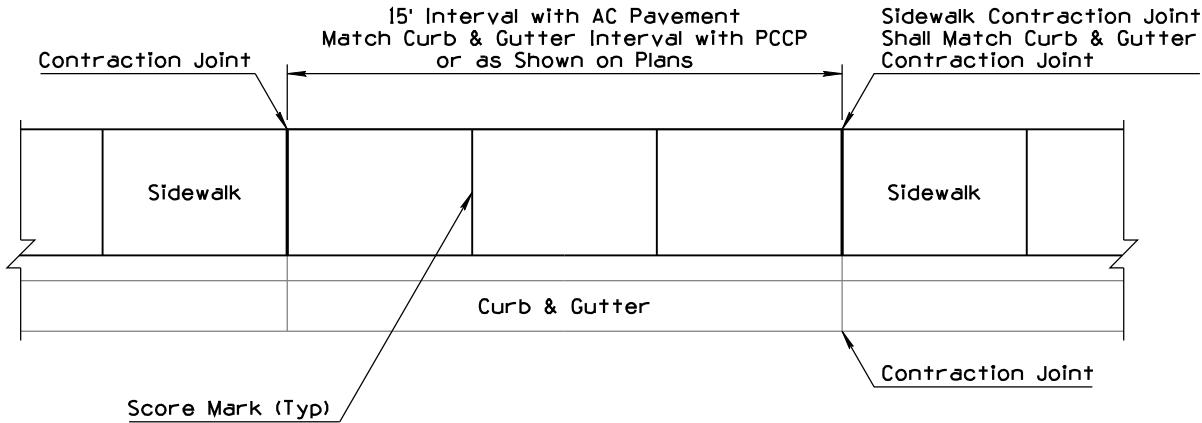 15' Interval with AC Pavement
Match Curb & Gutter Interval with PCCP
or as Shown on Plans
Sidewalk Contraction Joint
Shall Match Curb & Gutter
Contraction Joint
Contraction Joint
Sidewalk
Sidewalk
Curb & Gutter
Contraction Joint
Score Mark (Typ)